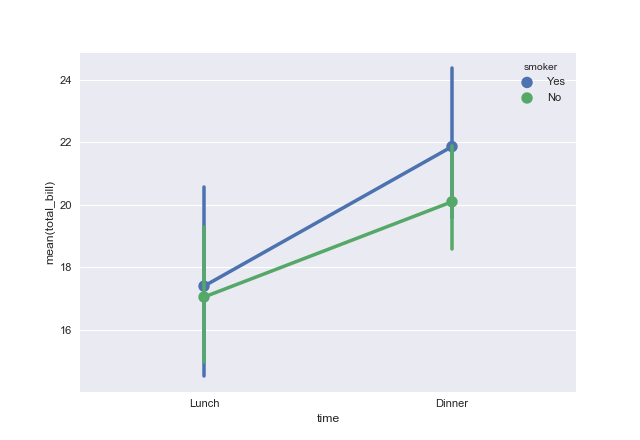 smoker
Yes
No
24
22
20
18
16
mean(total_bill)
Lunch
Dinner
time